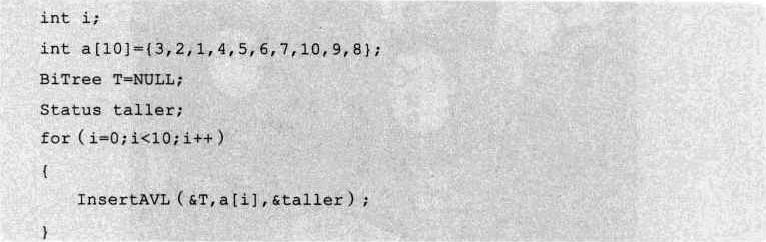 int i;
int a[10]={3,2,1,4,5,6,7,10,9,8};
BiTree T=NULL;
Status taller;
for(i=0;i<10;i++)
{
InsertAVL(&T,a[i],&taller);
}